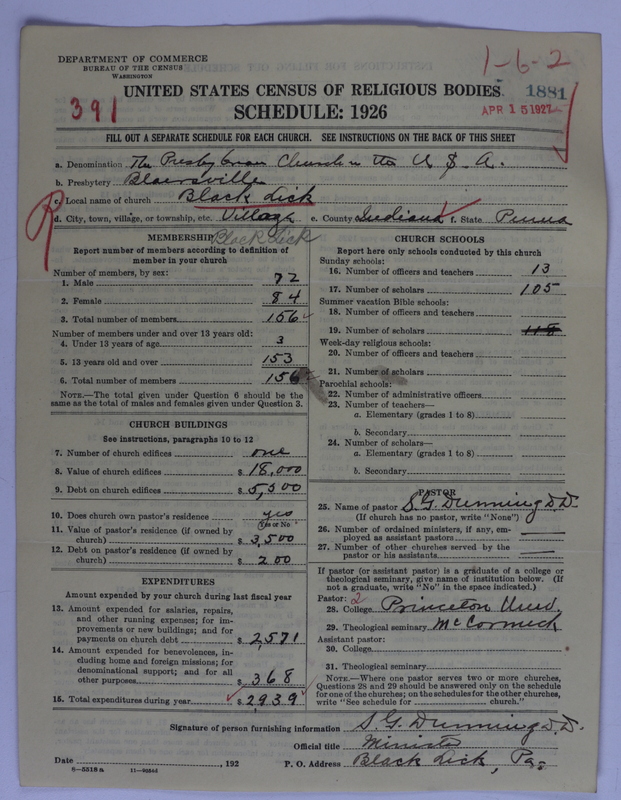 DEPARTMENT OF COMMERCE
BUREAU OF THE CENSUS
WASHINGTON
1-6-2
UNITED STATES CENSUS OF RELIGIOUS BODIES
1881
391
SCHEDULE: 1926
APR 15 1927
FILL OUT A SEPARATE SCHEDULE FOR EACH CHURCH. SEE INSTRUCTIONS ON THE BACK OF THIS SHEET
a. Denomination The Presbyterian Church in the U.S.A.
b. Presbytery Blairsville
c. Local name of church Black Lick
d. City, town, village, or township, etc. Village e. County Indiana f. State Penna
Black Lick
MEMBERSHIP
Report number of members according to definition of
member in your church
Number of members, by sex:
1. Male 72
2. Female 84
3. Total number of members 156
Number of members under and over 13 years old:
4. Under 13 years of age 3
5. 13 years old and over 153
6. Total number of members 156
NOTE.—The total given under Question 6 should be the
same as the total of males and females given under Question 3.
CHURCH BUILDINGS
See instructions, paragraphs 10 to 12
7. Number of church edifices one
8. Value of church edifices $ 18,000
9. Debt on church edifices $ 5,500
10. Does church own pastor's residence yes
(Yes or No)
11. Value of pastor's residence (if owned by
church) $ 3,500
12. Debt on pastor's residence (if owned by
church) $ 200
EXPENDITURES
Amount expended by your church during last fiscal year
13. Amount expended for salaries, repairs,
and other running expenses; for im-
provements or new buildings; and for
payments on church debt $ 2,571
14. Amount expended for benevolences, in-
cluding home and foreign missions; for
denominational support; and for all
other purposes $ 368
15. Total expenditures during year $ 2939
CHURCH SCHOOLS
Report here only schools conducted by this church
Sunday schools:
16. Number of officers and teachers 13
17. Number of scholars 105
Summer vacation Bible schools:
18. Number of officers and teachers
19. Number of scholars 118
Week-day religious schools:
20. Number of officers and teachers
21. Number of scholars
Parochial schools:
22. Number of administrative officers
23. Number of teachers—
a. Elementary (grades 1 to 8)
b. Secondary
24. Number of scholars—
a. Elementary (grades 1 to 8)
b. Secondary
PASTOR
25. Name of pastor S. G. Dunning D.D.
(If church has no pastor, write "None")
26. Number of ordained ministers, if any, em-
ployed as assistant pastors
27. Number of other churches served by the
pastor or his assistants
If pastor (or assistant pastor) is a graduate of a college or
theological seminary, give name of institution below. (If
not a graduate, write "No" in the space indicated.)
Pastor: 2
28. College Princeton Univ.
29. Theological seminary McCormick
Assistant pastor:
30. College
31. Theological seminary
NOTE.—Where one pastor serves two or more churches,
Questions 28 and 29 should be answered only on the schedule
for one of the churches; on the schedules for the other churches,
write "See schedule for church."
Signature of person furnishing information S G Dunning D.D.
Official title Minister
Date , 192 P. O. Address Black Lick, Pa.
8-5518a